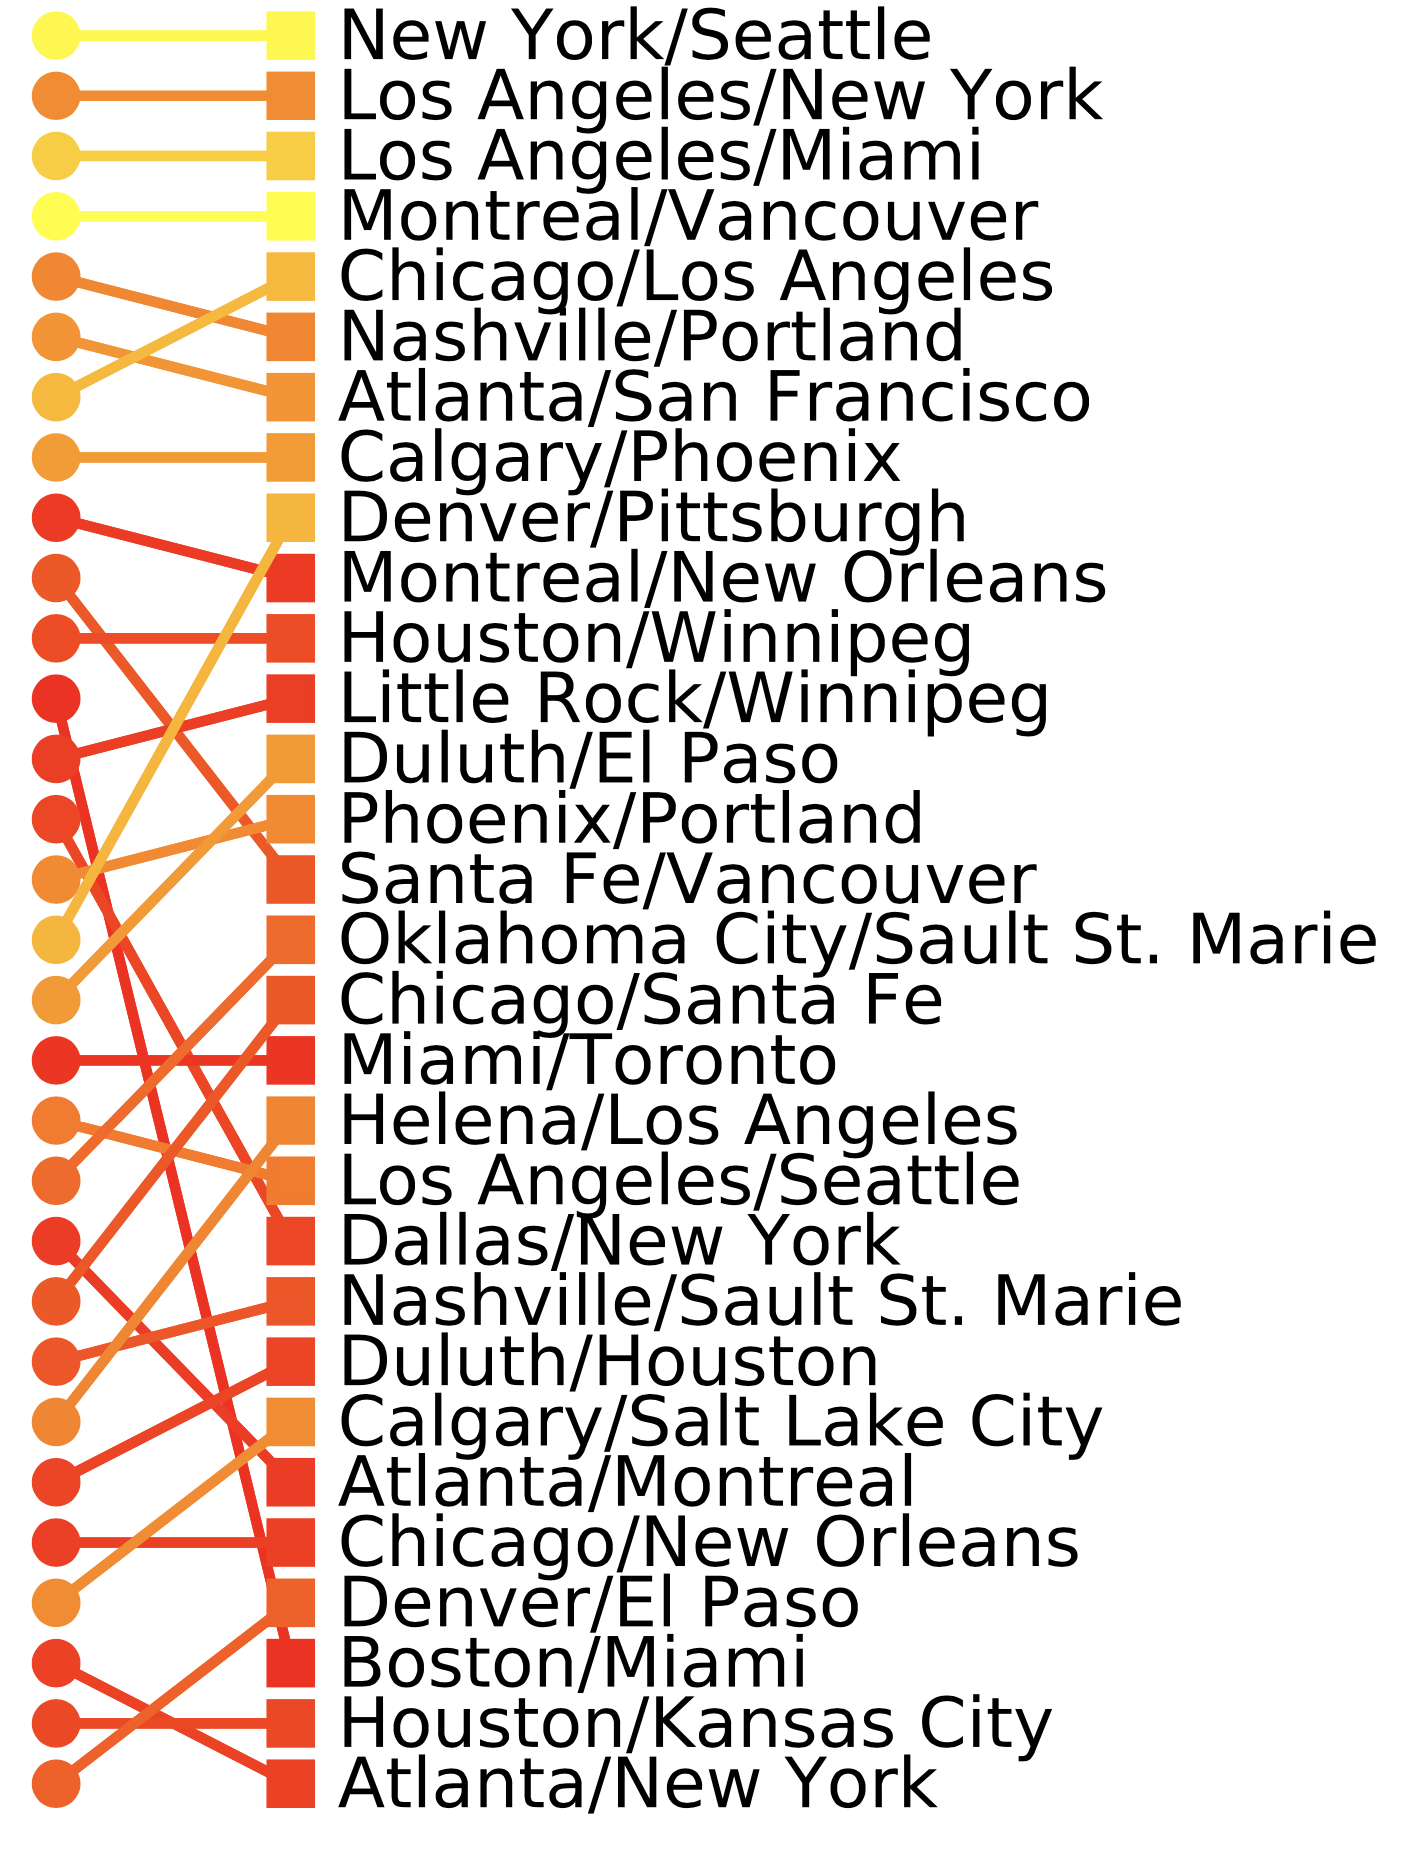 New York/Seattle
Los Angeles/New York
Los Angeles/Miami
Montreal/Vancouver
Chicago/Los Angeles
Nashville/Portland
Atlanta/San Francisco
Calgary/Phoenix
Denver/Pittsburgh
Montreal/New Orleans
Houston/Winnipeg
Little Rock/Winnipeg
Duluth/El Paso
Phoenix/Portland
Santa Fe/Vancouver
Oklahoma City/Sault St. Marie
Chicago/Santa Fe
Miami/Toronto
Helena/Los Angeles
Los Angeles/Seattle
Dallas/New York
Nashville/Sault St. Marie
Duluth/Houston
Calgary/Salt Lake City
Atlanta/Montreal
Chicago/New Orleans
Denver/El Paso
Boston/Miami
Houston/Kansas City
Atlanta/New York